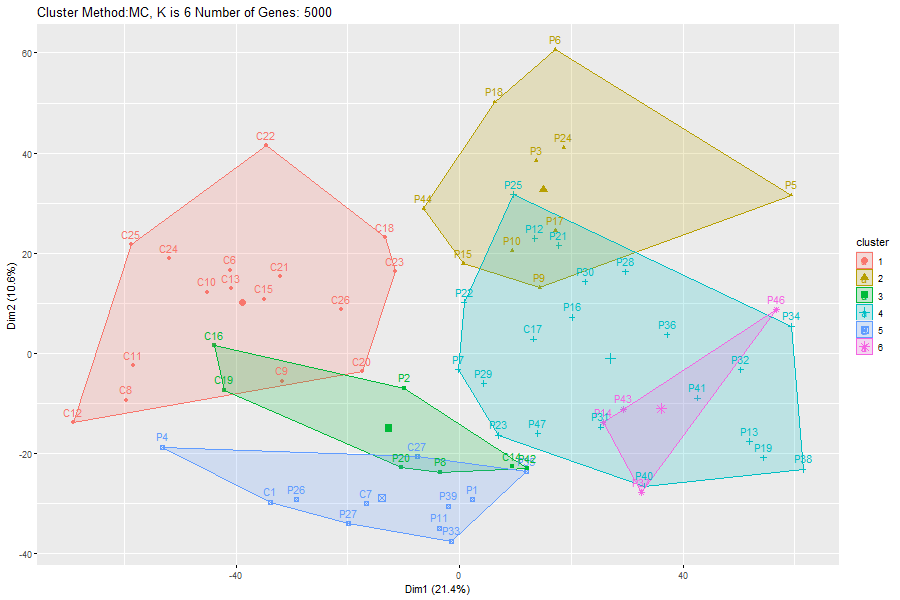 Cluster Method:MC, K is 6 Number of Genes: 5000
P6
60
P18
C22
P24
P3
40
P5
P25
P44
C18
C25
P17
P12
P21
C24
P10
20
P15
C23
C6
P28
C21
P9
P30
C13
C10
C15
P22
P46
C26
P16
P34
P36
C17
C16
0
C11
C20
P7
P32
C9
P2
P29
C19
C8
P41
P43
C12
P23
P47
P13
P4
C27
P19
-20
P20
P8
P38
P40
C1
P26
C7
P39
P1
P27
P11
P33
-40
-40
0
40
Dim1 (21.4%)
Dim2 (10.6%)
cluster
1
2
3
4
5
6